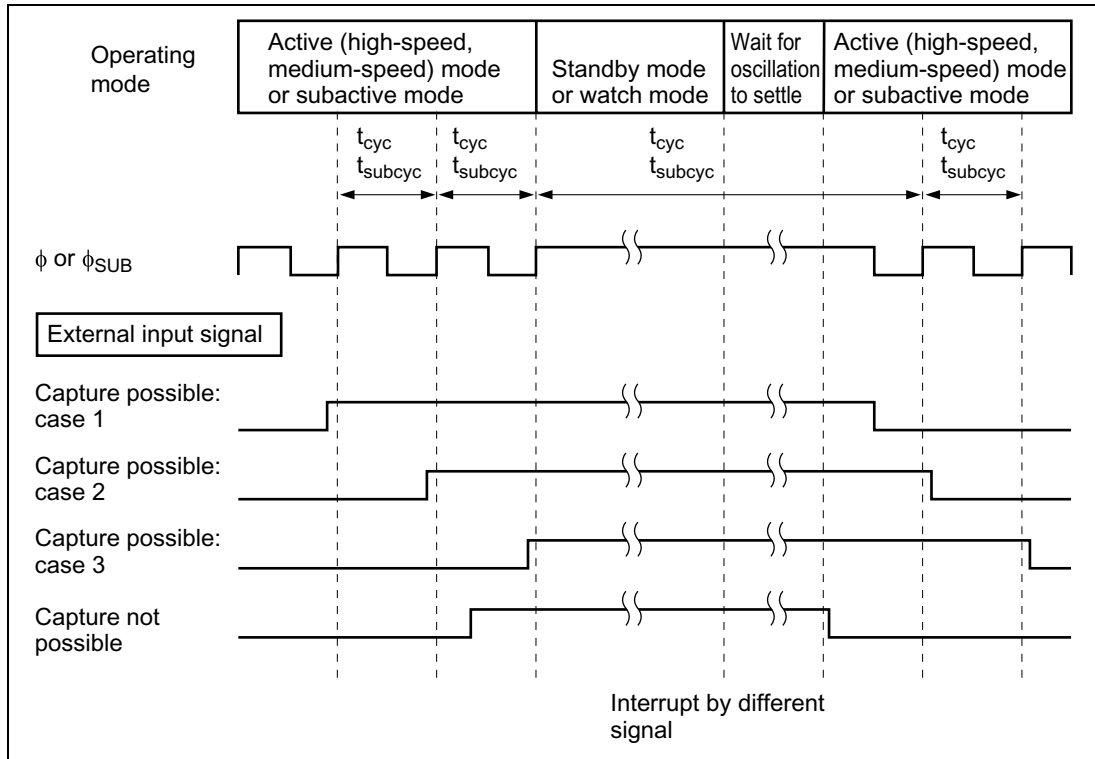 Operating
mode
Active (high-speed,
medium-speed) mode
or subactive mode
Standby mode
or watch mode
Wait for
oscillation
to settle
Active (high-speed,
medium-speed) mode
or subactive mode
tcyc
tsubcyc
tcyc
tsubcyc
tcyc
tsubcyc
tcyc
tsubcyc
ϕ or ϕSUB
External input signal
Capture possible:
case 1
Capture possible:
case 2
Capture possible:
case 3
Capture not
possible
Interrupt by different
signal